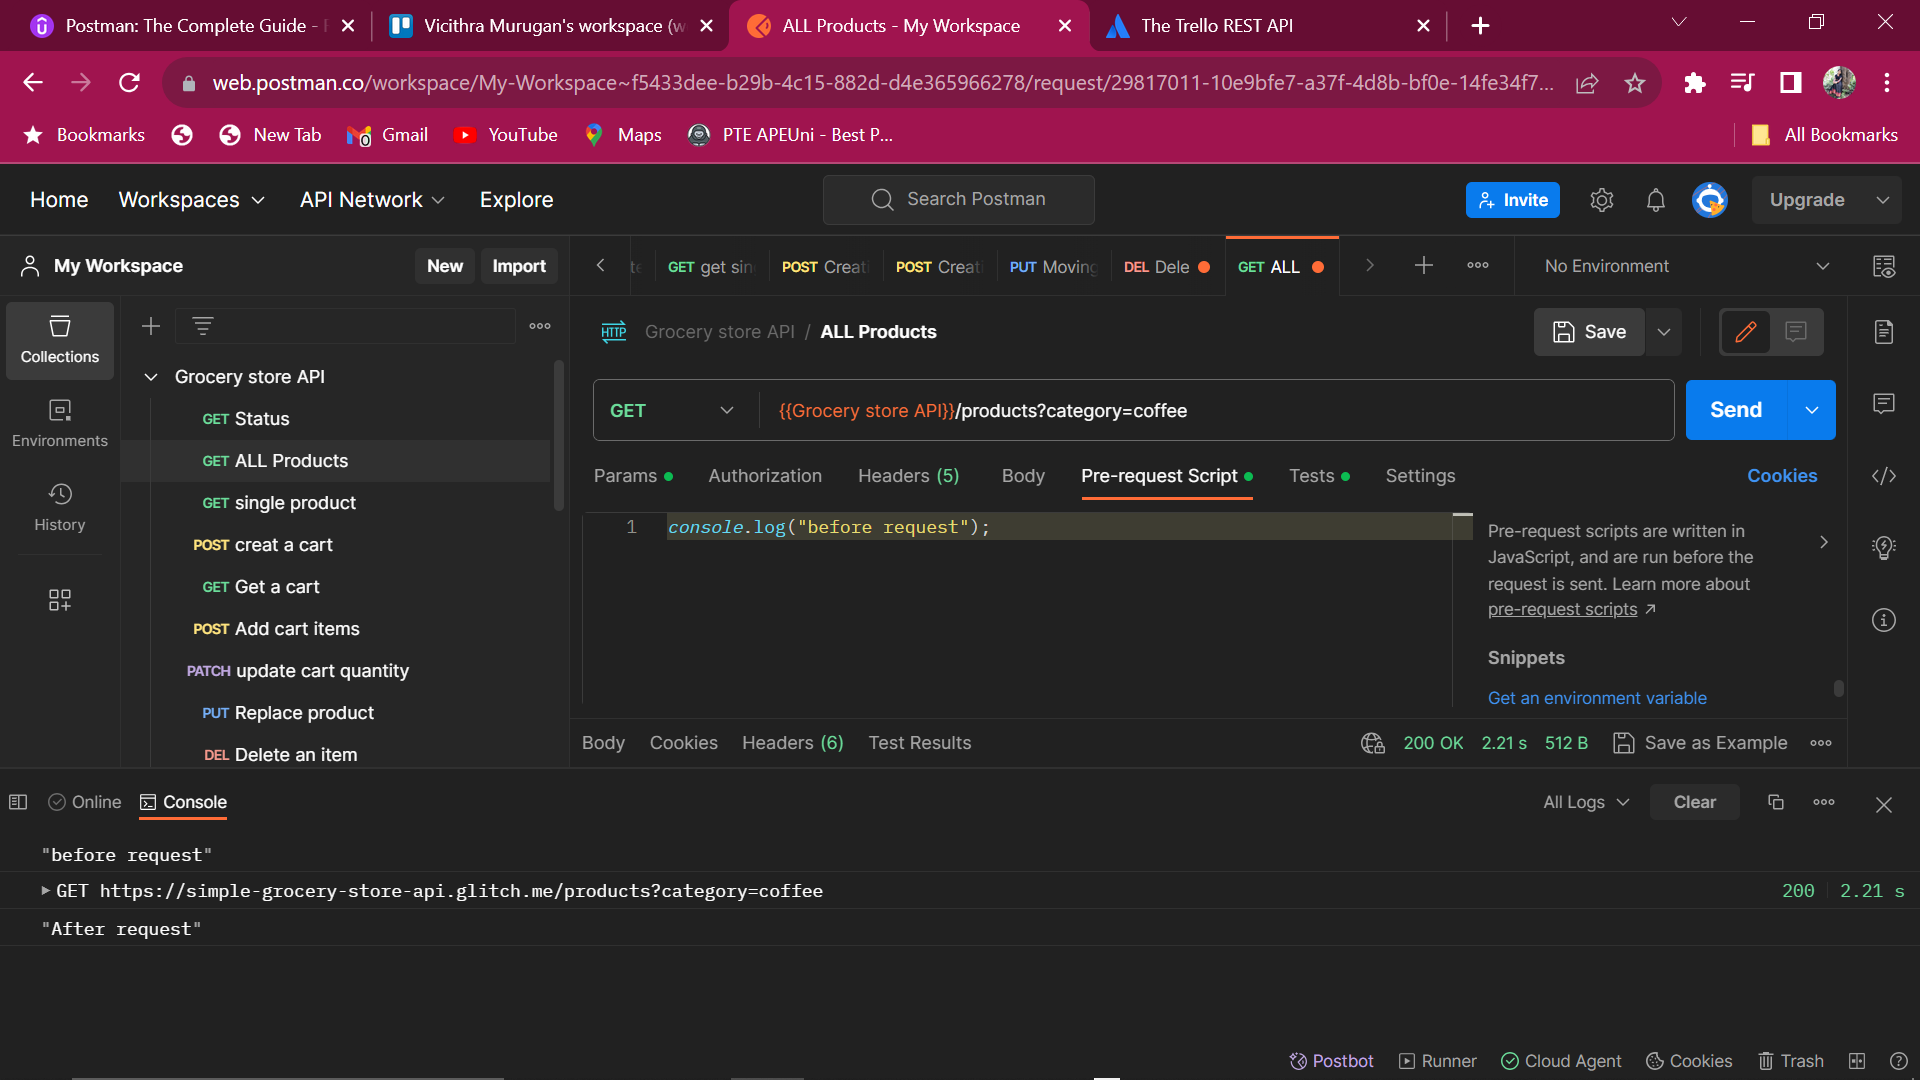 Postman: The Complete Guide -
Vicithra Murugan's workspace (w
ALL Products - My Workspace
The Trello REST API
web.postman.co/workspace/My-Workspace~f5433dee-b29b-4c15-882d-d4e365966278/request/29817011-10e9bfe7-a37f-4d8b-bf0e-14fe34f7...
Bookmarks
New Tab
Gmail
YouTube
Maps
PTE APEUni - Best P...
All Bookmarks
Home
Workspaces
API Network
Explore
Search Postman
Invite
Upgrade
My Workspace
New
Import
GET get sin
POST Creati
POST Creati
PUT Moving
DEL Dele
GET ALL
No Environment
Collections
Environments
History
Grocery store API
GET Status
GET ALL Products
GET single product
POST creat a cart
GET Get a cart
POST Add cart items
PATCH update cart quantity
PUT Replace product
DEL Delete an item
HTTP
Grocery store API / ALL Products
Save
GET
{{Grocery store API}}/products?category=coffee
Send
Params
Authorization
Headers (5)
Body
Pre-request Script
Tests
Settings
Cookies
1 console.log("before request");
Pre-request scripts are written in
JavaScript, and are run before the
request is sent. Learn more about
pre-request scripts ↗
Snippets
Get an environment variable
Body
Cookies
Headers (6)
Test Results
200 OK
2.21 s
512 B
Save as Example
Online
Console
All Logs
Clear
"before request"
GET https://simple-grocery-store-api.glitch.me/products?category=coffee
200
2.21 s
"After request"
Postbot
Runner
Cloud Agent
Cookies
Trash